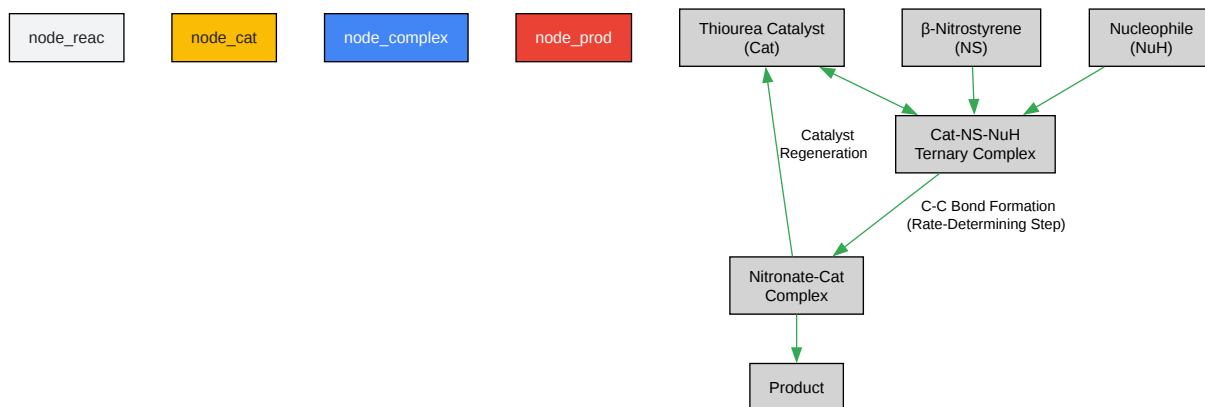 node_reac
node_cat
node_complex
node_prod
Thiourea Catalyst
(Cat)
β-Nitrostyrene
(NS)
Nucleophile
(NuH)
Catalyst
Regeneration
Cat-NS-NuH
Ternary Complex
C-C Bond Formation
(Rate-Determining Step)
Nitronate-Cat
Complex
Product